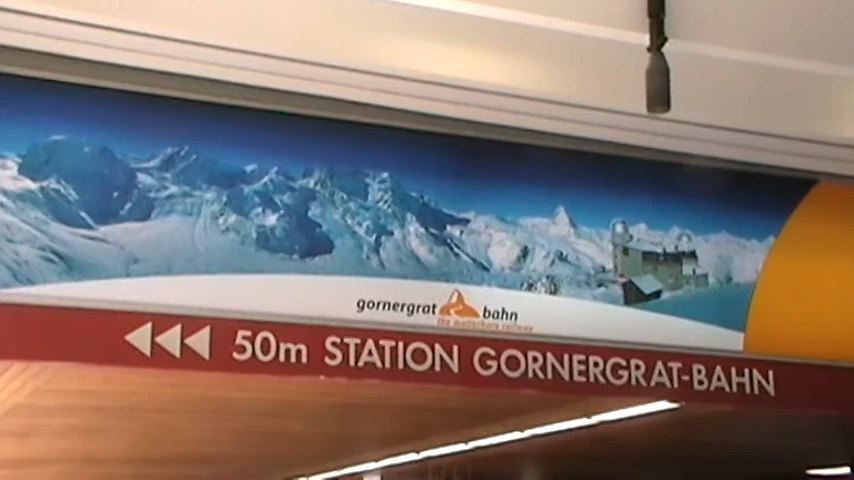 gornergrat bahn
the matterhorn railway
50m STATION GORNERGRAT-BAHN